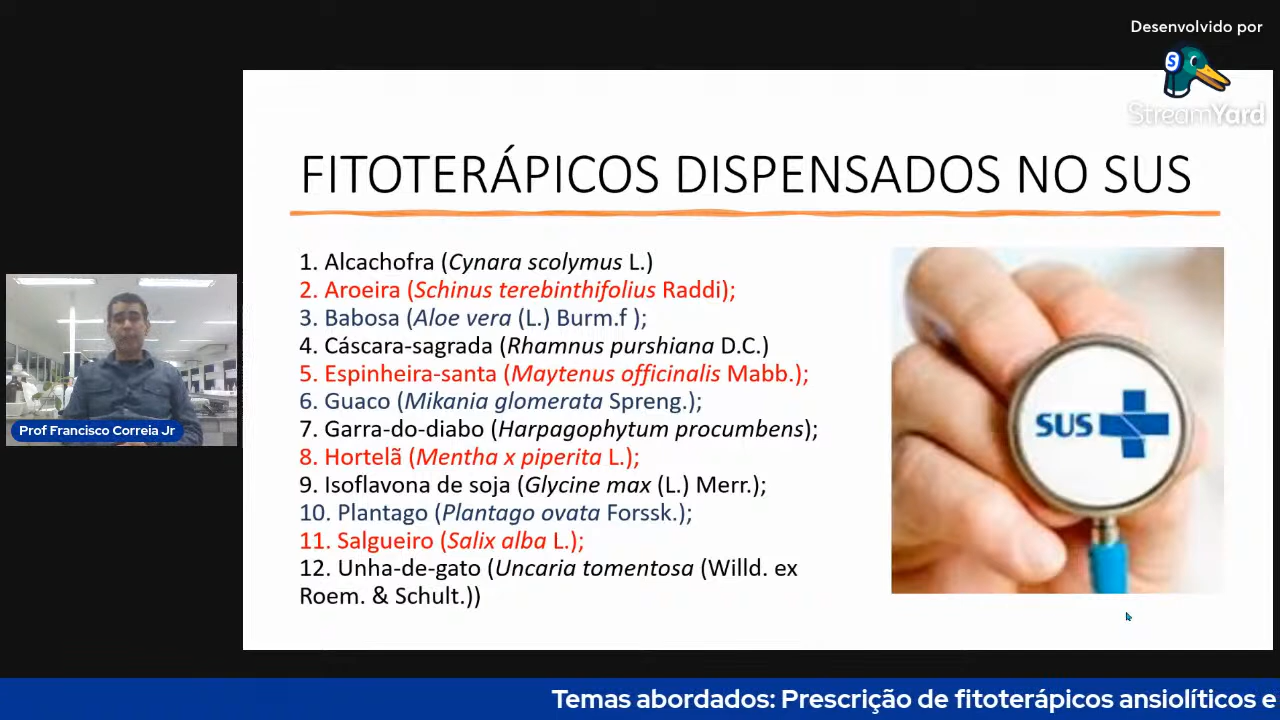 Desenvolvido por
S
StreamYard
FITOTERÁPICOS DISPENSADOS NO SUS
1. Alcachofra (Cynara scolymus L.)
2. Aroeira (Schinus terebinthifolius Raddi);
3. Babosa (Aloe vera (L.) Burm.f );
4. Cáscara-sagrada (Rhamnus purshiana D.C.)
5. Espinheira-santa (Maytenus officinalis Mabb.);
6. Guaco (Mikania glomerata Spreng.);
7. Garra-do-diabo (Harpagophytum procumbens);
8. Hortelã (Mentha x piperita L.);
9. Isoflavona de soja (Glycine max (L.) Merr.);
10. Plantago (Plantago ovata Forssk.);
11. Salgueiro (Salix alba L.);
12. Unha-de-gato (Uncaria tomentosa (Willd. ex
Roem. & Schult.))
SUS
Prof Francisco Correia Jr
Temas abordados: Prescrição de fitoterápicos ansiolíticos e